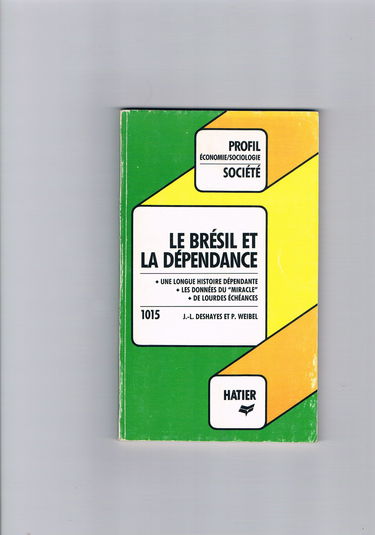 PROFIL
ÉCONOMIE/SOCIOLOGIE
SOCIÉTÉ
LE BRÉSIL ET
LA DÉPENDANCE
• UNE LONGUE HISTOIRE DÉPENDANTE
• LES DONNÉES DU "MIRACLE"
• DE LOURDES ÉCHÉANCES
1015 J.-L. DESHAYES ET P. WEIBEL
HATIER